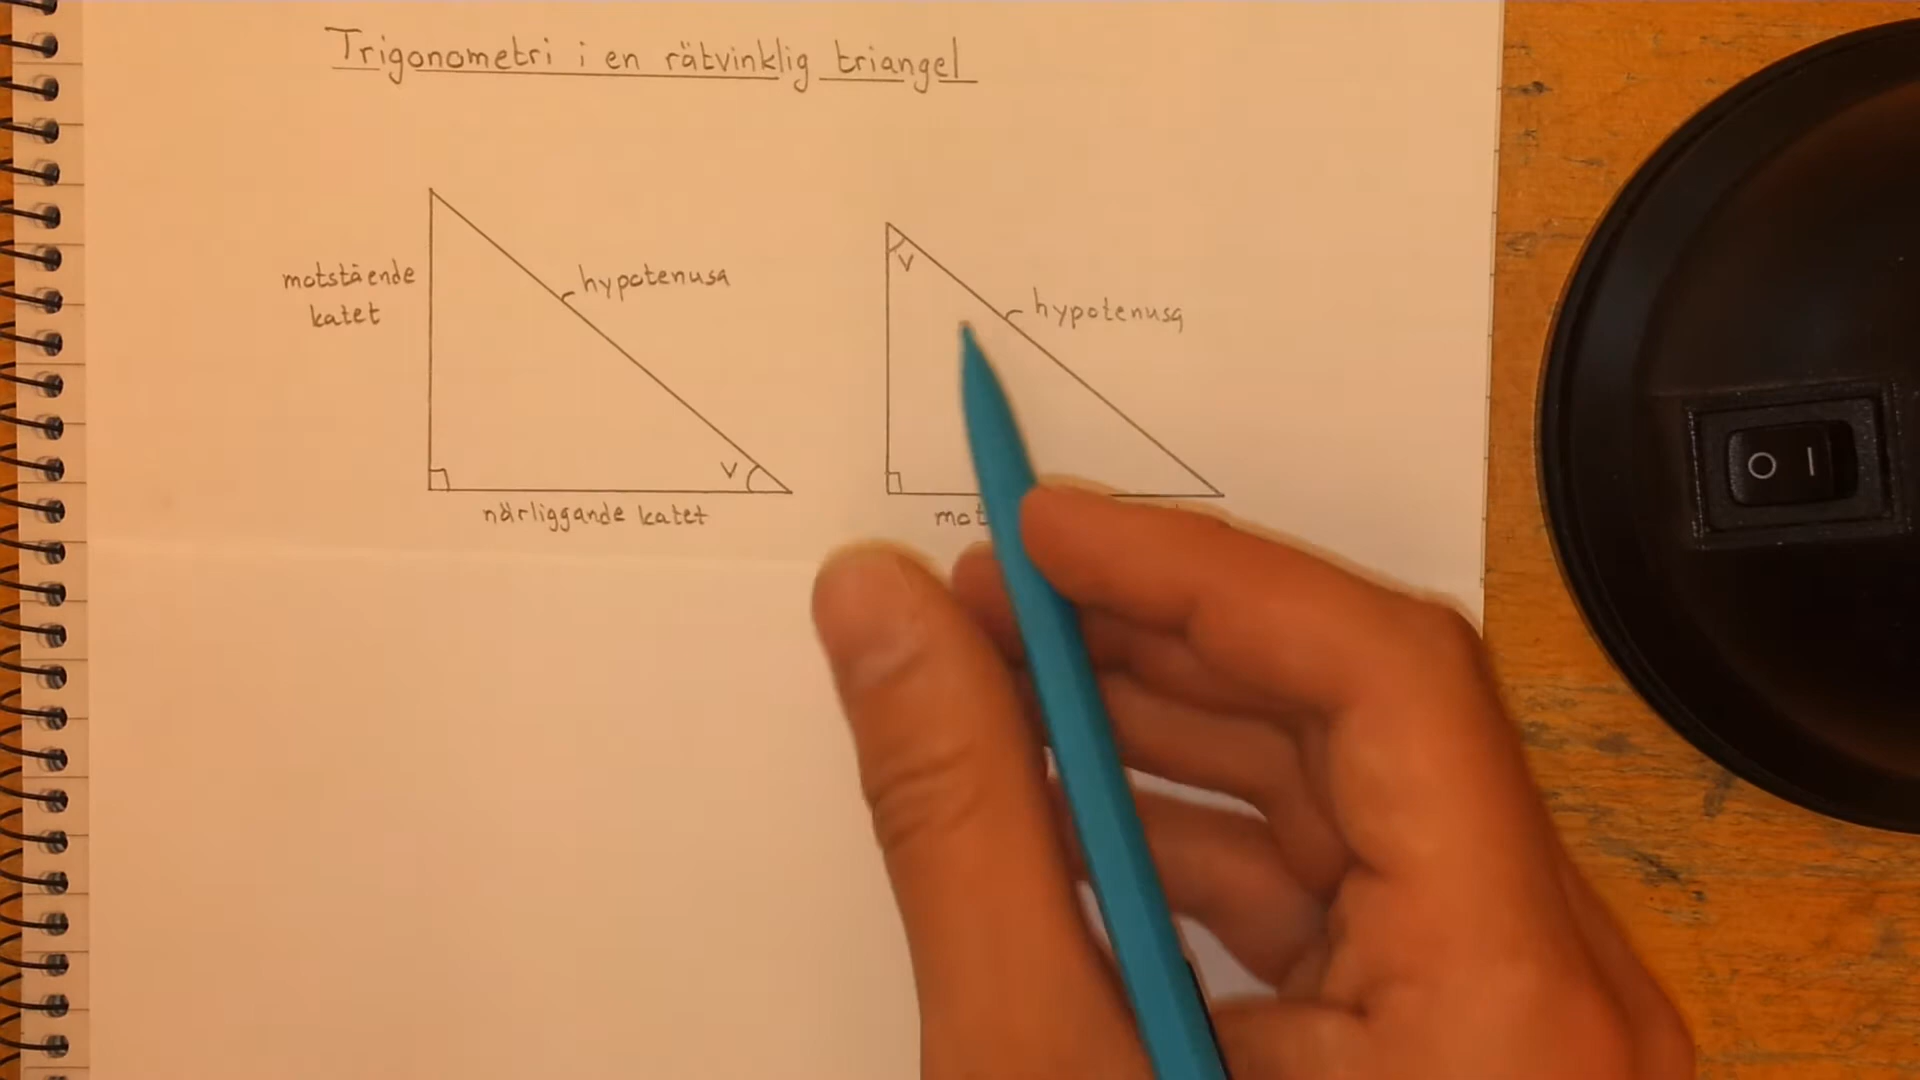 Trigonometri i en rätvinklig triangel
motstående
katet
hypotenusa
v
närliggande katet
v
hypotenusa
O I